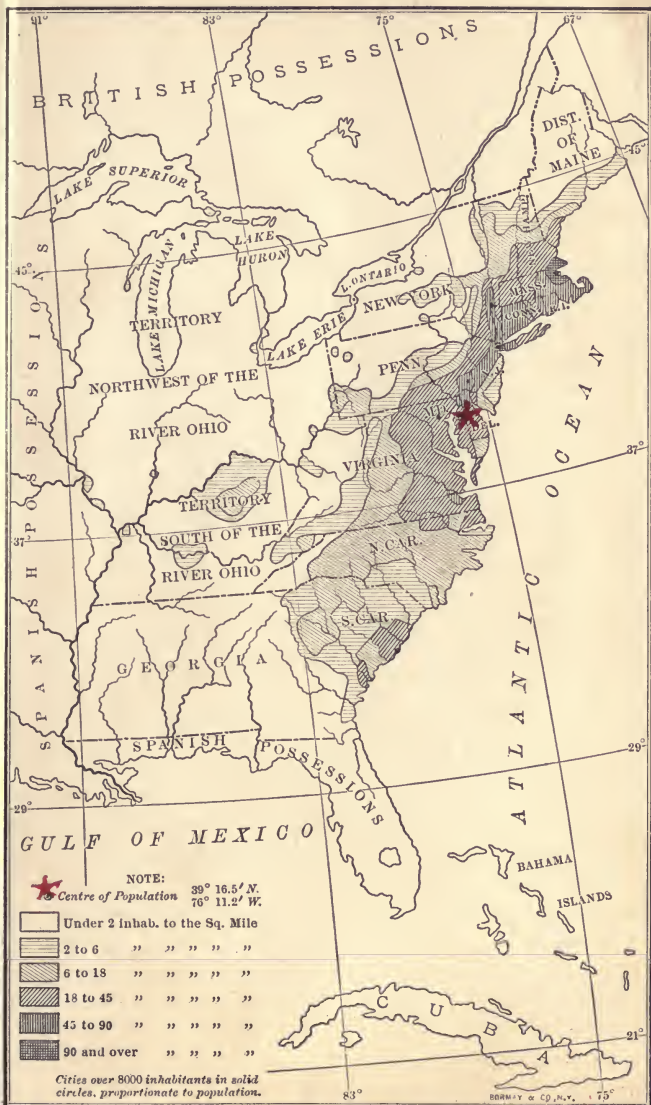 91°
83°
75°
67°
BRITISH POSSESSIONS
DIST.
OF
MAINE
45°
LAKE SUPERIOR
LAKE
HURON
LAKE MICHIGAN
45°
L. ONTARIO
NEW YORK
LAKE ERIE
MASS.
CONN.
R.I.
TERRITORY
NORTHWEST OF THE
RIVER OHIO
PENN.
DEL.
VIRGINIA
37°
TERRITORY
SOUTH OF THE
RIVER OHIO
37°
N.CAR.
S.CAR.
GEORGIA
SPANISH POSSESSIONS
SPANISH POSSESSIONS
ATLANTIC OCEAN
29°
29°
GULF OF MEXICO
BAHAMA
ISLANDS
CUBA
21°
83°
75°
NOTE:
Centre of Population 39° 16.5′ N.
76° 11.2′ W.
Under 2 inhab. to the Sq. Mile
2 to 6 " " " " "
6 to 18 " " " " "
18 to 45 " " " " "
45 to 90 " " " " "
90 and over " " " " "
Cities over 8000 inhabitants in solid
circles, proportionate to population.
BORMAY & CO., N.Y.